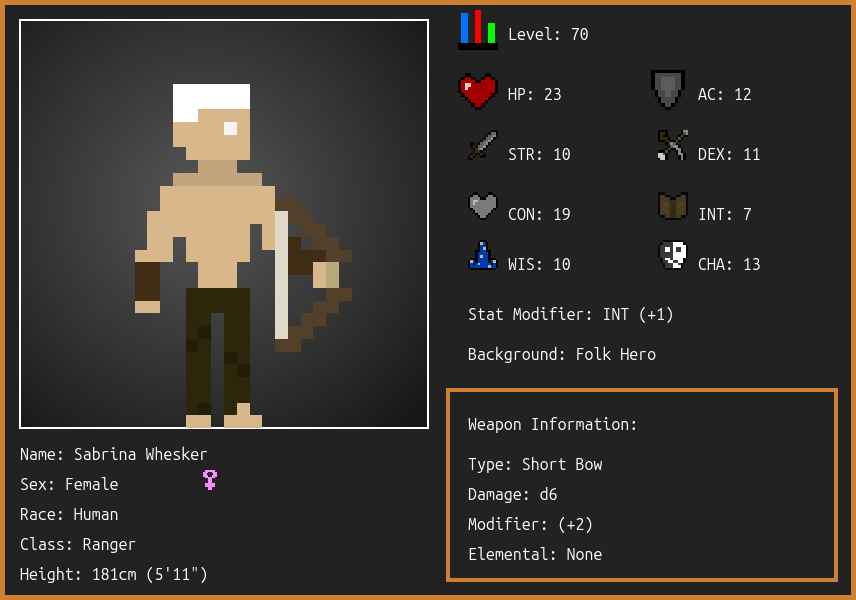 Level: 70
HP: 23
AC: 12
STR: 10
DEX: 11
CON: 19
INT: 7
WIS: 10
CHA: 13
Stat Modifier: INT (+1)
Background: Folk Hero
Weapon Information:
Type: Short Bow
Damage: d6
Modifier: (+2)
Elemental: None
Name: Sabrina Whesker
Sex: Female
Race: Human
Class: Ranger
Height: 181cm (5'11")